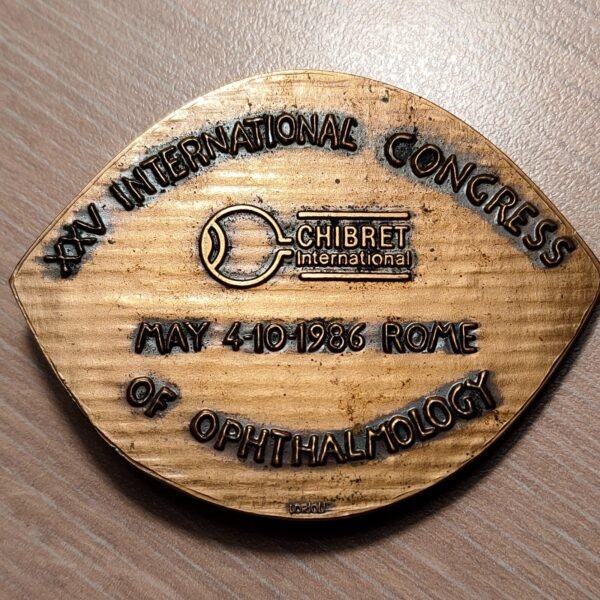 XXV INTERNATIONAL CONGRESS
CHIBRET
International
MAY 4-10-1986 ROME
OF OPHTHALMOLOGY